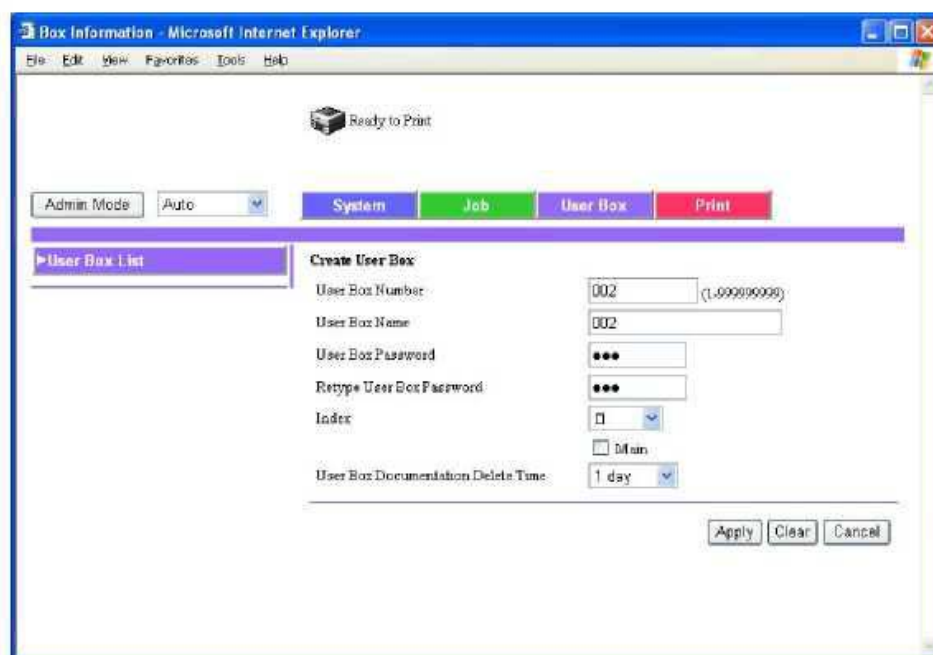 Box Information - Microsoft Internet Explorer
File Edit View Favorites Tools Help
Ready to Print
Admin Mode Auto System Job User Box Print
User Box List
Create User Box
User Box Number 002 (1-999999999)
User Box Name 002
User Box Password ●●●
Retype User Box Password ●●●
Index
Main
User Box Documentation Delete Time 1 day
Apply Clear Cancel